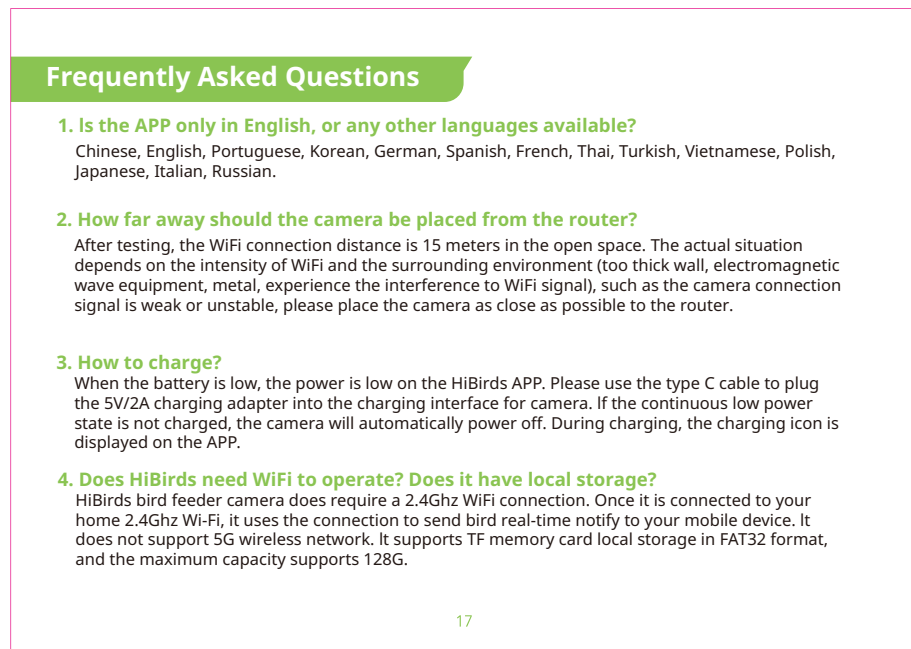 Frequently Asked Questions
1. Is the APP only in English, or any other languages available?
Chinese, English, Portuguese, Korean, German, Spanish, French, Thai, Turkish, Vietnamese, Polish,
Japanese, Italian, Russian.
2. How far away should the camera be placed from the router?
After testing, the WiFi connection distance is 15 meters in the open space. The actual situation
depends on the intensity of WiFi and the surrounding environment (too thick wall, electromagnetic
wave equipment, metal, experience the interference to WiFi signal), such as the camera connection
signal is weak or unstable, please place the camera as close as possible to the router.
3. How to charge?
When the battery is low, the power is low on the HiBirds APP. Please use the type C cable to plug
the 5V/2A charging adapter into the charging interface for camera. If the continuous low power
state is not charged, the camera will automatically power off. During charging, the charging icon is
displayed on the APP.
4. Does HiBirds need WiFi to operate? Does it have local storage?
HiBirds bird feeder camera does require a 2.4Ghz WiFi connection. Once it is connected to your
home 2.4Ghz Wi-Fi, it uses the connection to send bird real-time notify to your mobile device. It
does not support 5G wireless network. It supports TF memory card local storage in FAT32 format,
and the maximum capacity supports 128G.
17